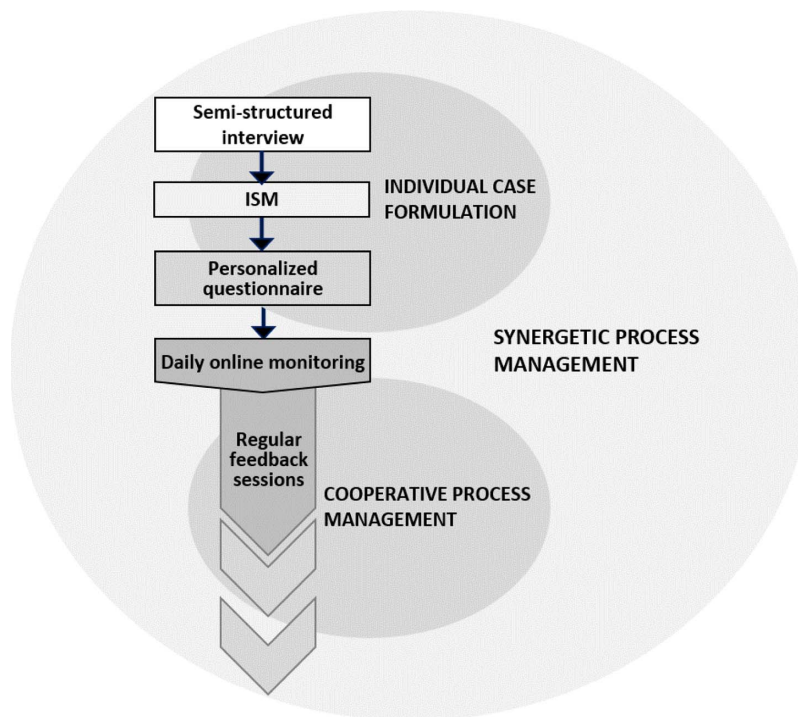 Semi-structured
interview
ISM
INDIVIDUAL CASE
FORMULATION
Personalized
questionnaire
SYNERGETIC PROCESS
MANAGEMENT
Daily online monitoring
Regular
feedback
sessions
COOPERATIVE PROCESS
MANAGEMENT